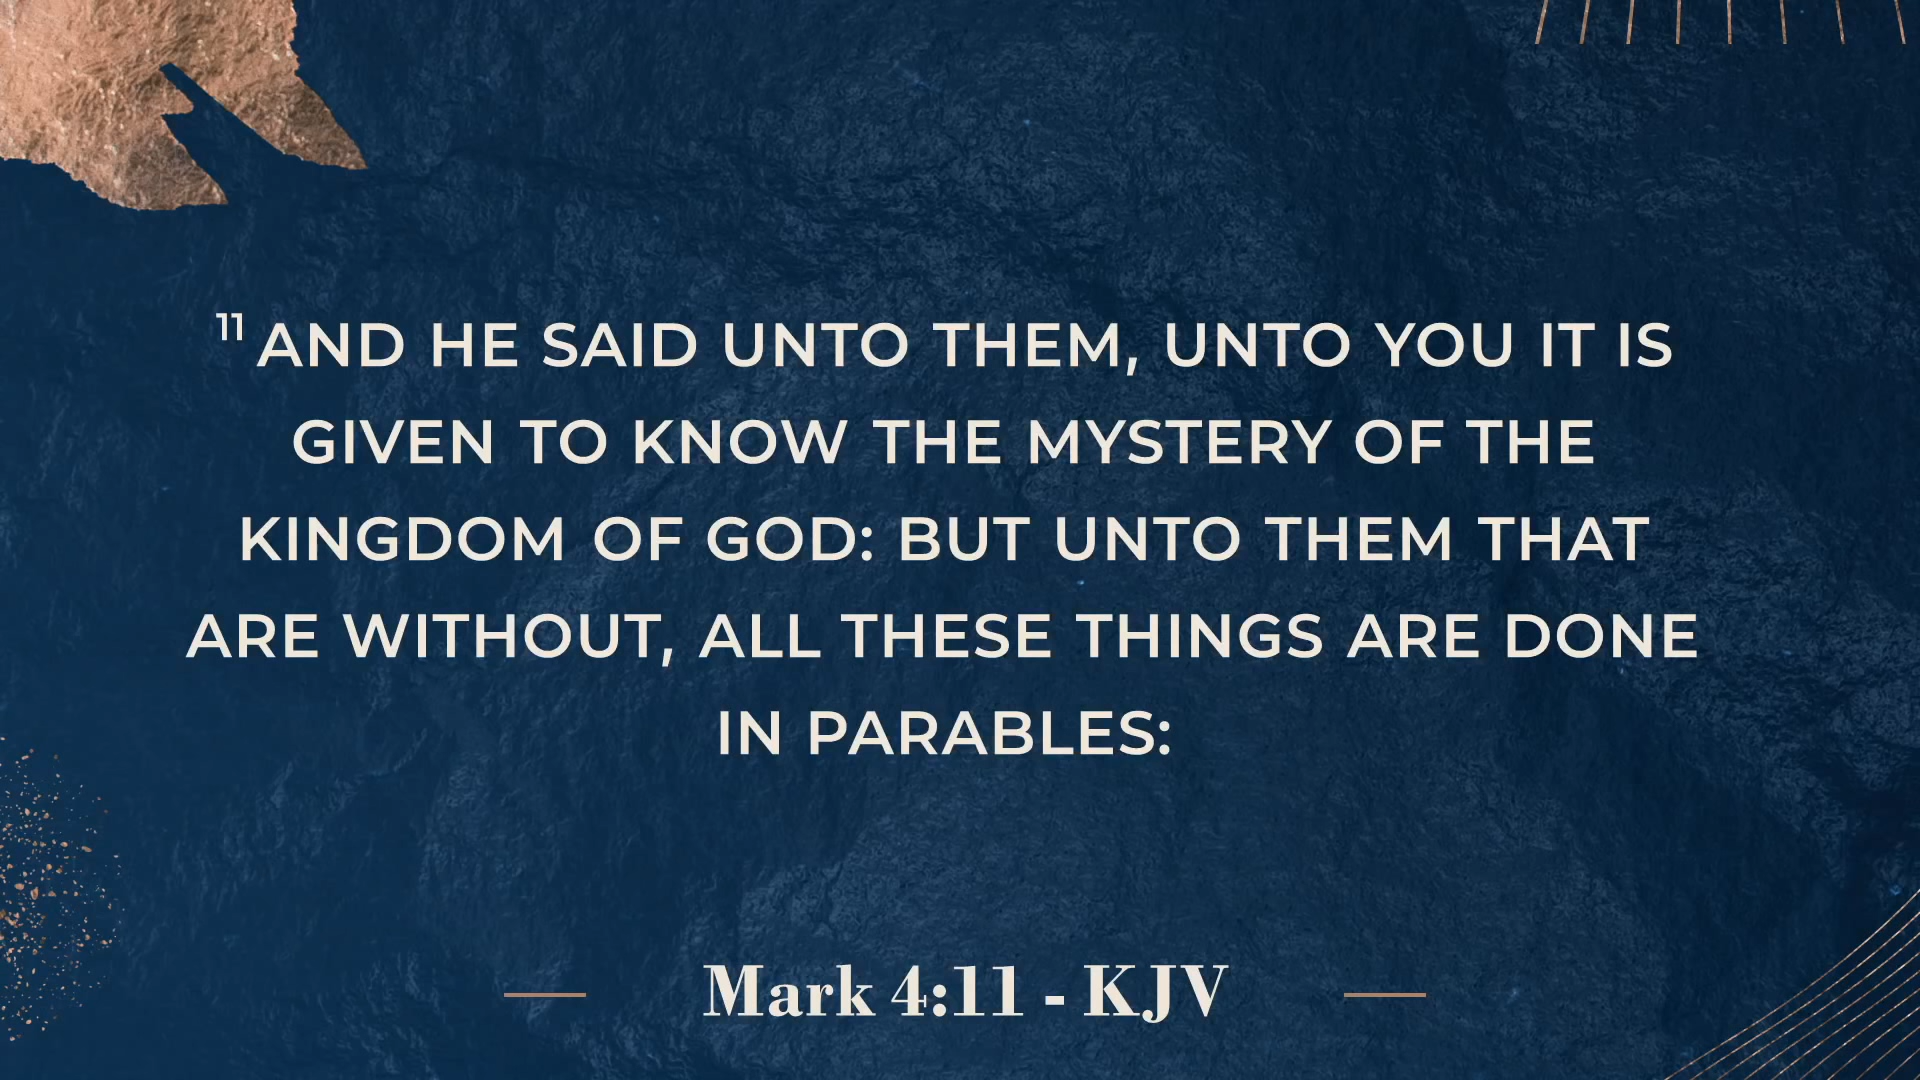 11 AND HE SAID UNTO THEM, UNTO YOU IT IS
GIVEN TO KNOW THE MYSTERY OF THE
KINGDOM OF GOD: BUT UNTO THEM THAT
ARE WITHOUT, ALL THESE THINGS ARE DONE
IN PARABLES:
Mark 4:11 - KJV